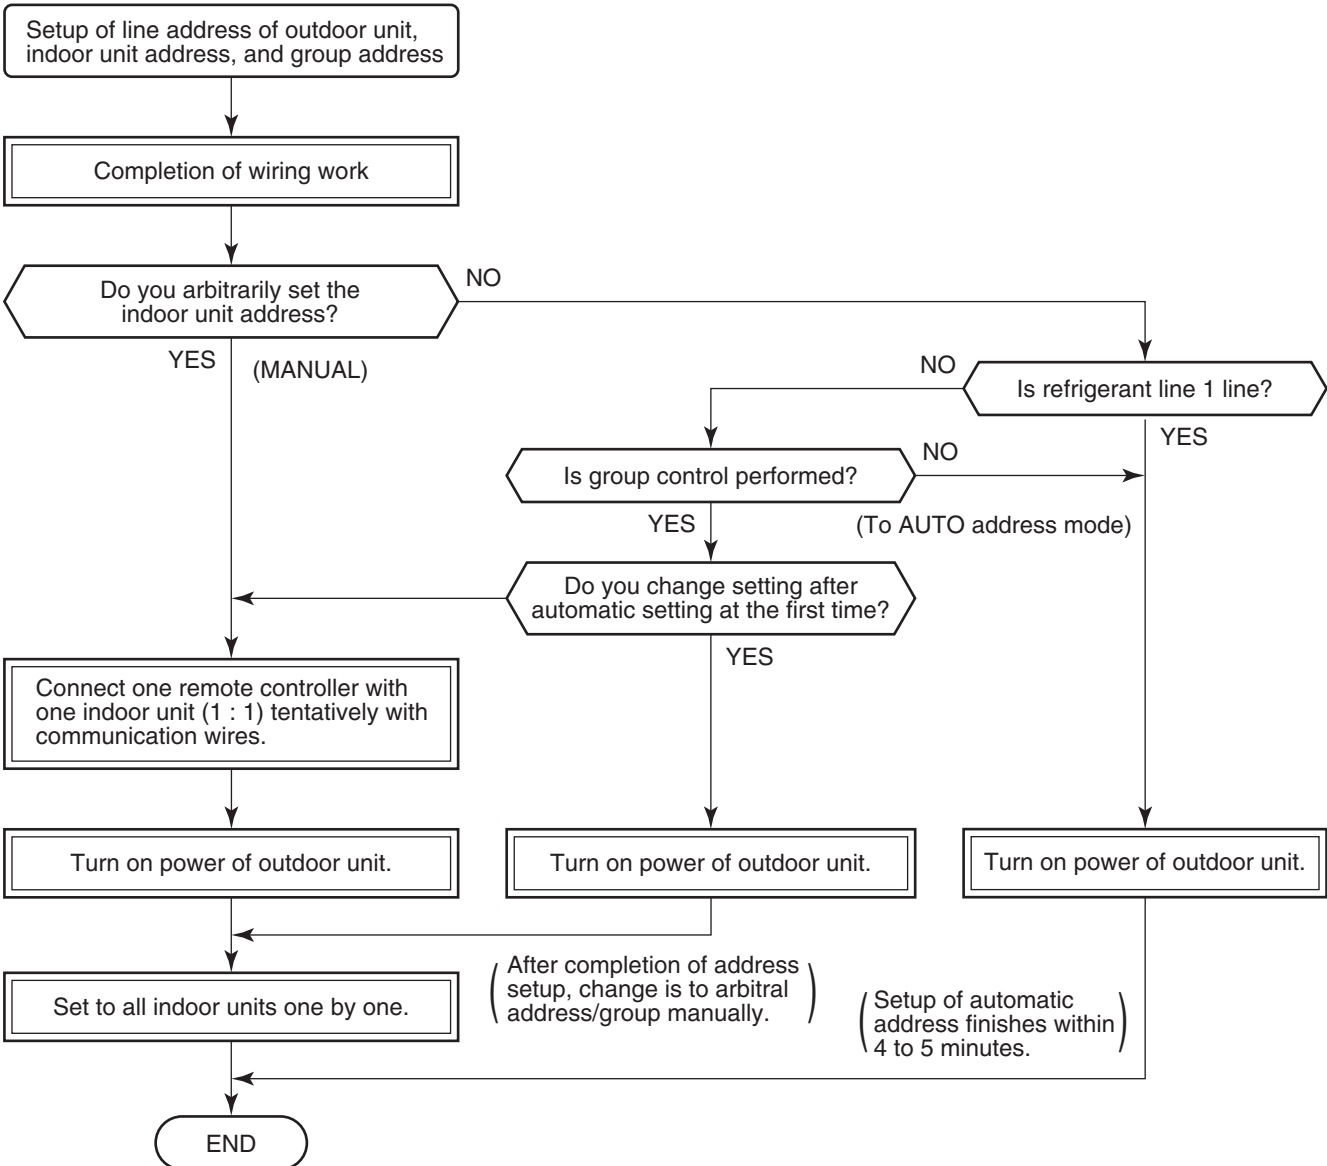 Setup of line address of outdoor unit,
indoor unit address, and group address
Completion of wiring work
Do you arbitrarily set the
indoor unit address?
NO
YES
(MANUAL)
NO
Is refrigerant line 1 line?
YES
Is group control performed?
NO
YES
(To AUTO address mode)
Do you change setting after
automatic setting at the first time?
YES
Connect one remote controller with
one indoor unit (1 : 1) tentatively with
communication wires.
Turn on power of outdoor unit.
Turn on power of outdoor unit.
Turn on power of outdoor unit.
Set to all indoor units one by one.
(After completion of address
setup, change is to arbitral
address/group manually.)
(Setup of automatic
address finishes within
4 to 5 minutes.)
END